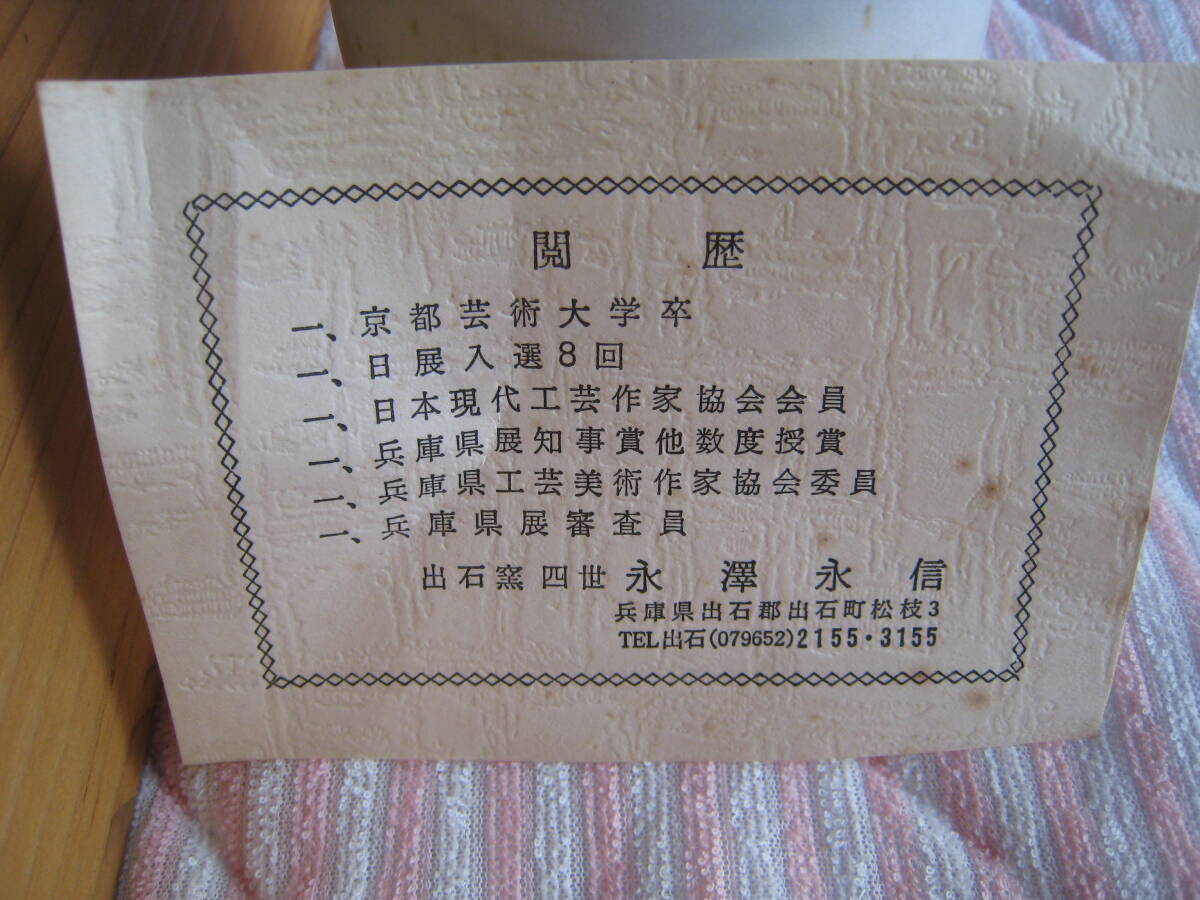 閲歴
一、京都芸術大学卒
一、日展入選8回
一、日本現代工芸作家協会会員
一、兵庫県展知事賞他数度授賞
一、兵庫県工芸美術作家協会委員
一、兵庫県展審査員
出石窯四世 永澤永信
兵庫県出石郡出石町松枝3
TEL出石(079652)2155・3155